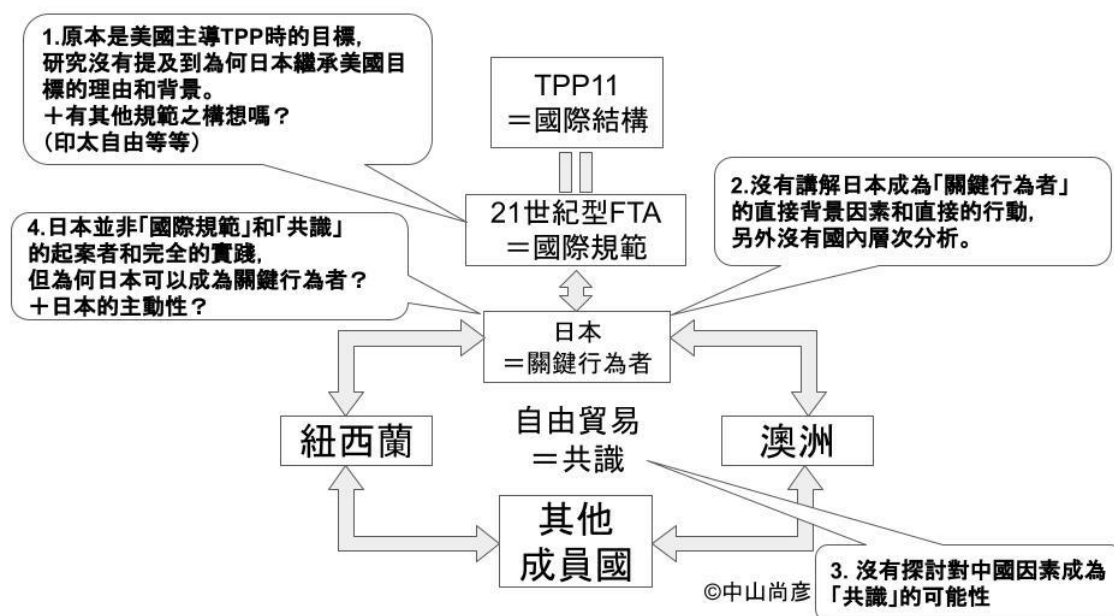 1.原本是美國主導TPP時的目標,
研究沒有提及到為何日本繼承美國目
標的理由和背景。
＋有其他規範之構想嗎？
(印太自由等等)
TPP11
＝國際結構
21世紀型FTA
＝國際規範
2.沒有講解日本成為「關鍵行為者」
的直接背景因素和直接的行動,
另外沒有國內層次分析。
4.日本並非「國際規範」和「共識」
的起案者和完全的實踐,
但為何日本可以成為關鍵行為者？
＋日本的主動性？
日本
＝關鍵行為者
紐西蘭
自由貿易
＝共識
澳洲
其他
成員國
3. 沒有探討對中國因素成為
「共識」的可能性
©中山尚彦